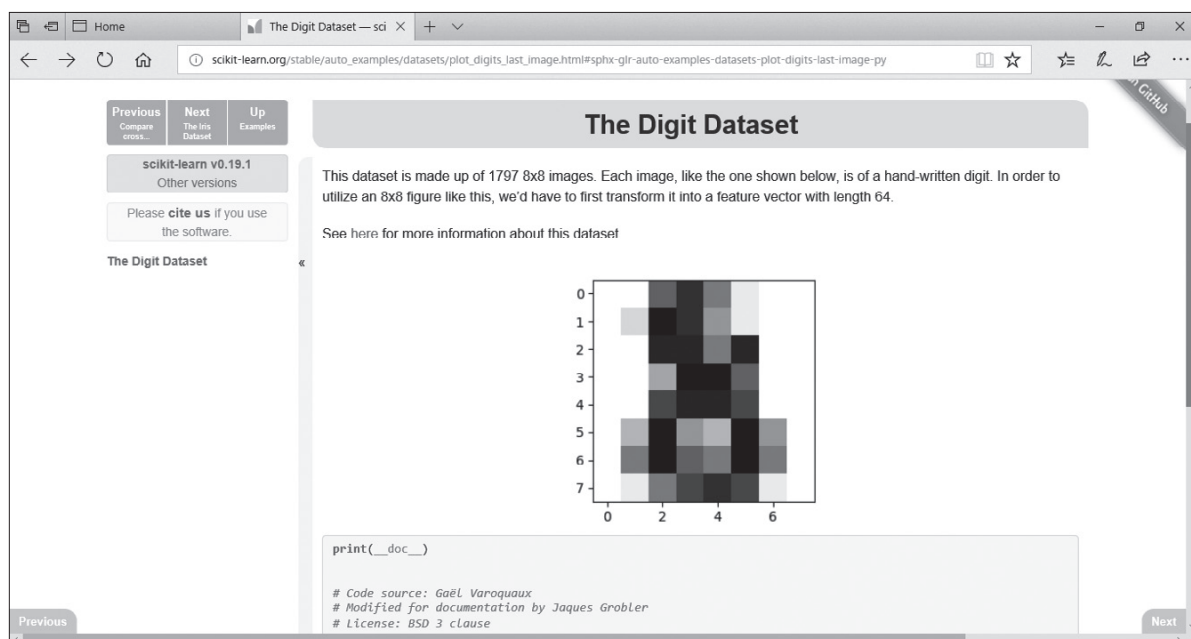 Home
The Digit Dataset — sci
scikit-learn.org/stable/auto_examples/datasets/plot_digits_last_image.html#sphx-glr-auto-examples-datasets-plot-digits-last-image-py
GitHub
Previous Next Up
Compare The Iris Examples
cross... Dataset
scikit-learn v0.19.1
Other versions
Please cite us if you use
the software.
The Digit Dataset
«
The Digit Dataset
This dataset is made up of 1797 8x8 images. Each image, like the one shown below, is of a hand-written digit. In order to
utilize an 8x8 figure like this, we'd have to first transform it into a feature vector with length 64.
See here for more information about this dataset
0
1
2
3
4
5
6
7
0 2 4 6
print(__doc__)
# Code source: Gaël Varoquaux
# Modified for documentation by Jaques Grobler
# License: BSD 3 clause
Previous
Next